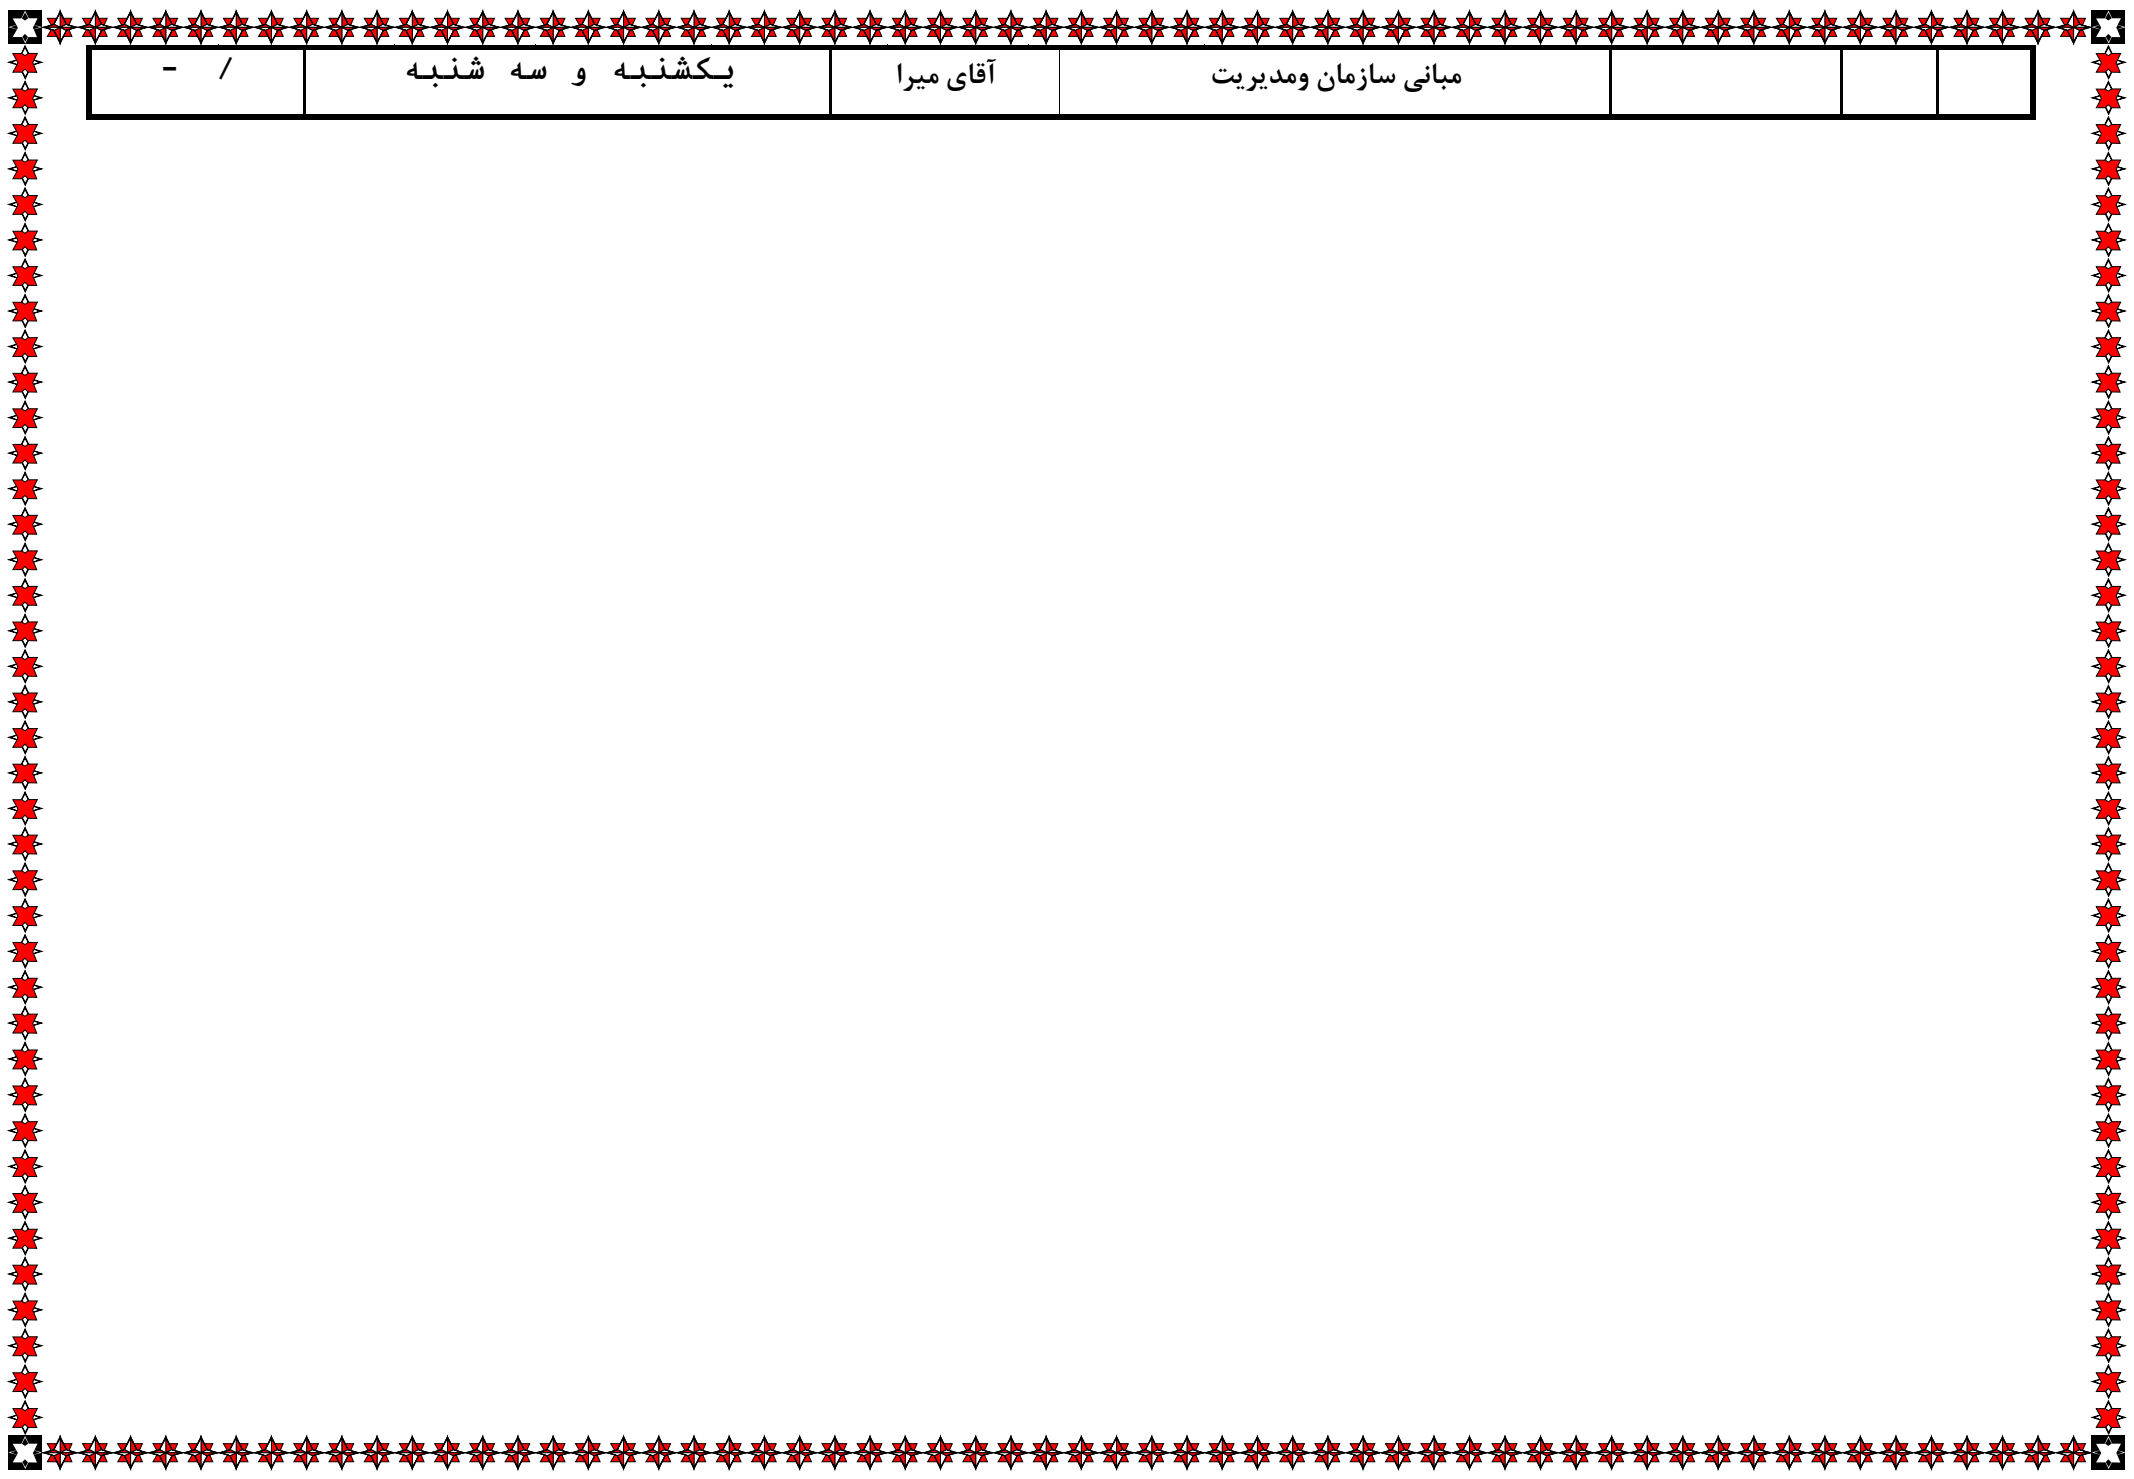 مبانی سازمان ومدیریت آقای میرا یکشنبه و سه شنبه / -